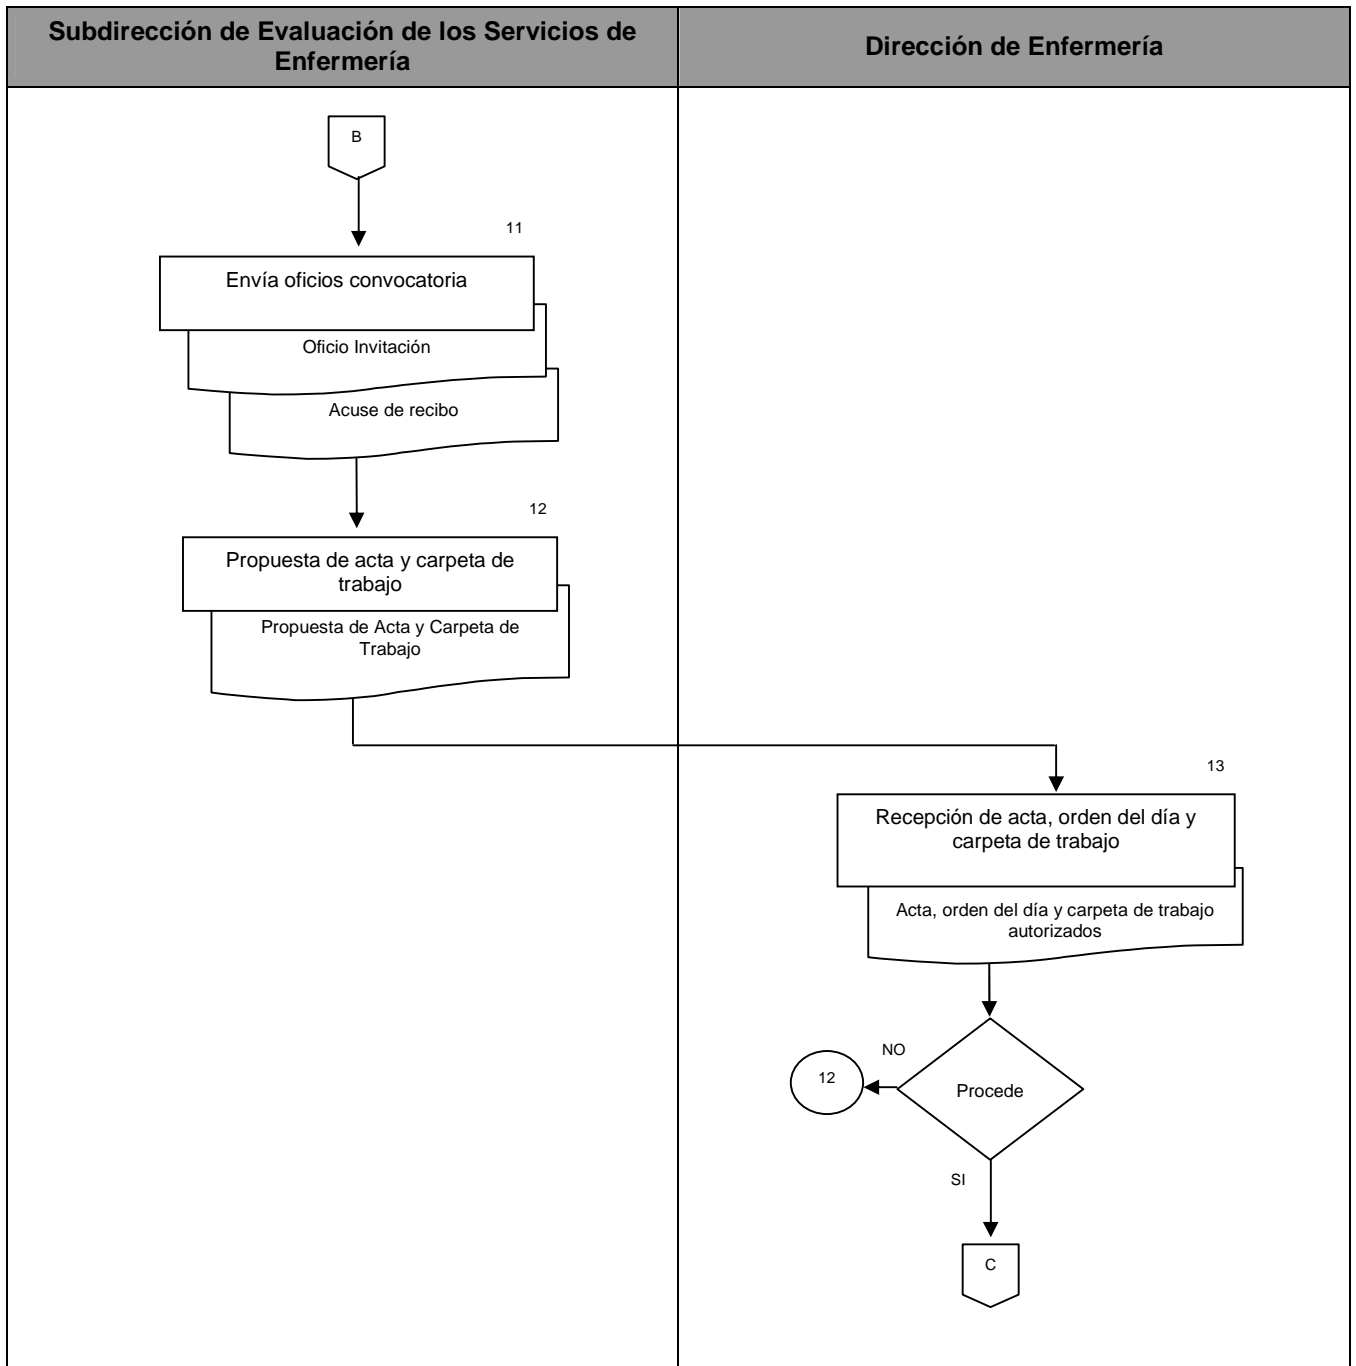 Subdirección de Evaluación de los Servicios de
Enfermería
Dirección de Enfermería
B
11
Envía oficios convocatoria
Oficio Invitación
Acuse de recibo
12
Propuesta de acta y carpeta de
trabajo
Propuesta de Acta y Carpeta de
Trabajo
13
Recepción de acta, orden del día y
carpeta de trabajo
Acta, orden del día y carpeta de trabajo
autorizados
NO
12
Procede
SI
C